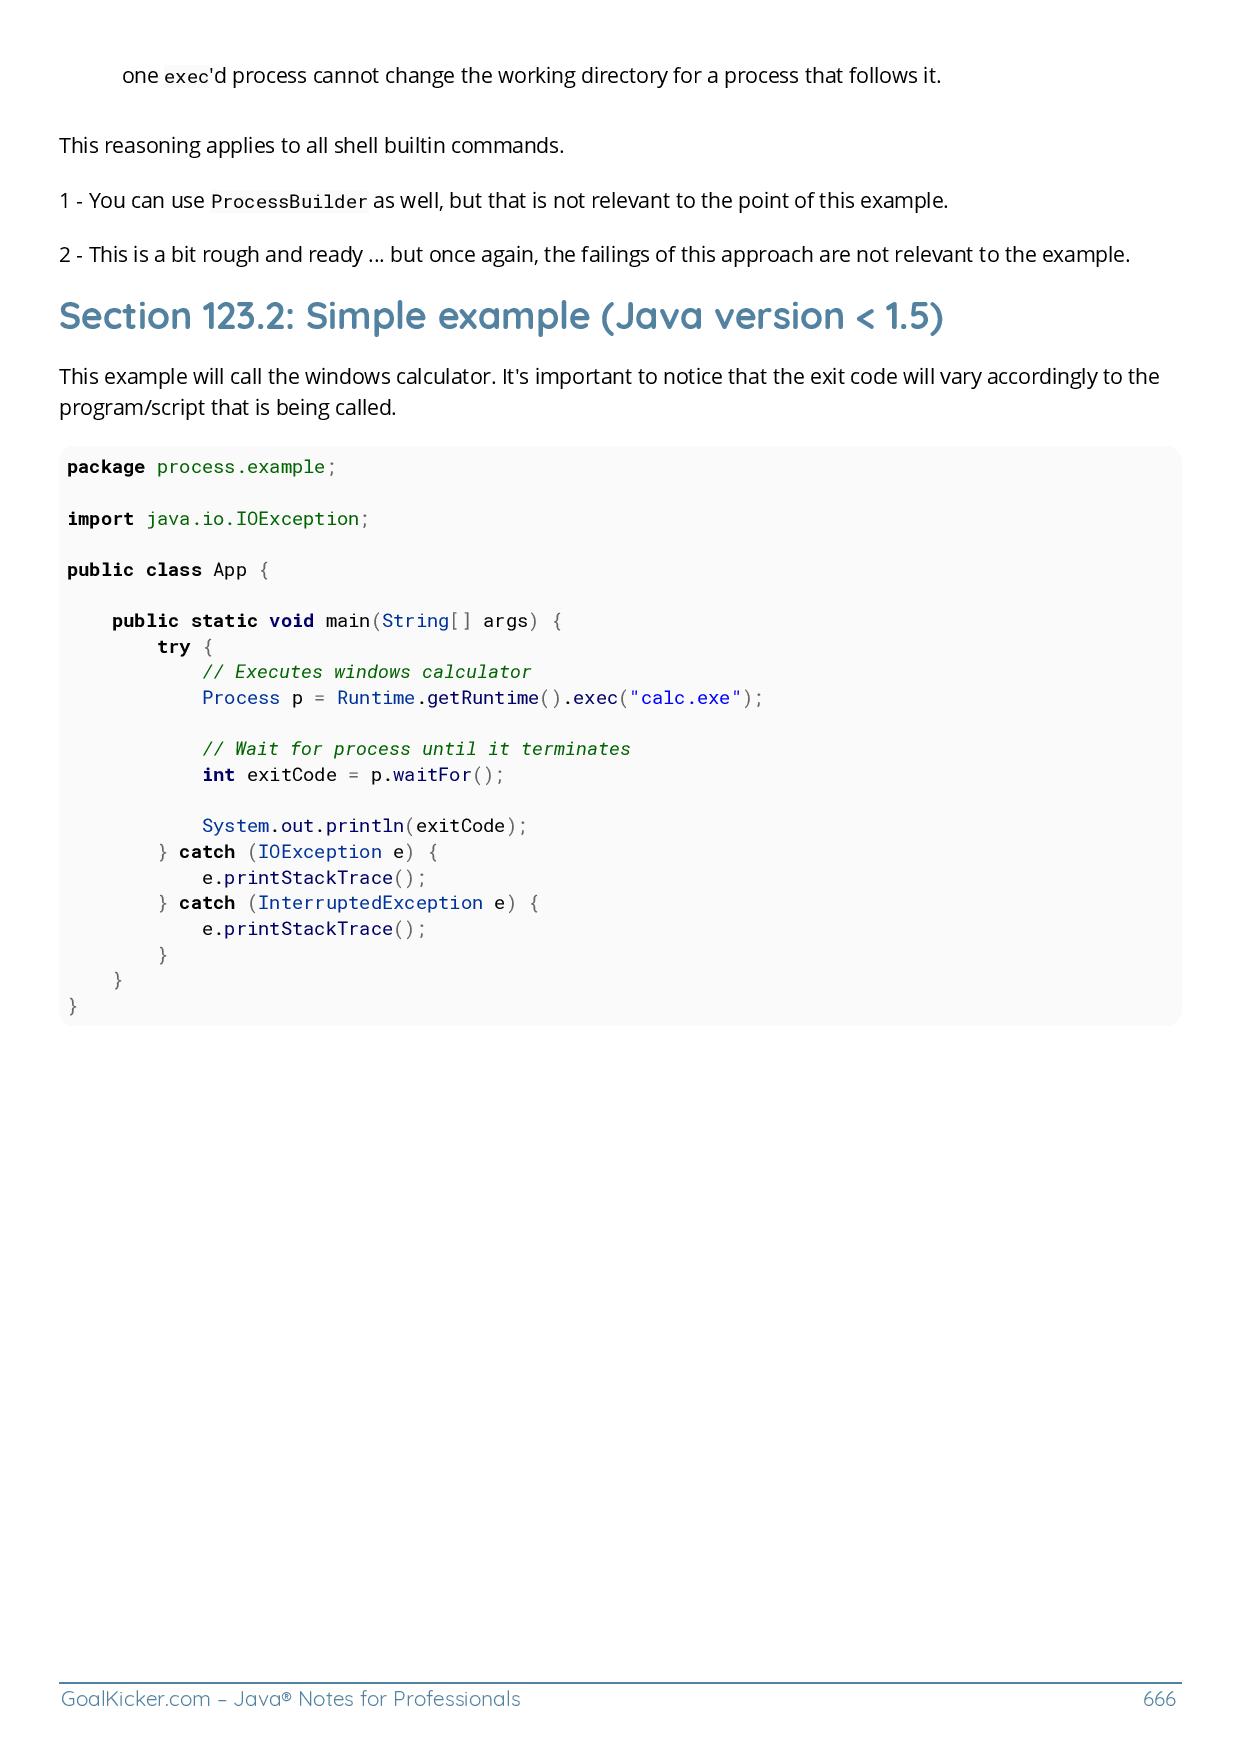 one exec'd process cannot change the working directory for a process that follows it.
This reasoning applies to all shell builtin commands.
1 - You can use ProcessBuilder as well, but that is not relevant to the point of this example.
2 - This is a bit rough and ready ... but once again, the failings of this approach are not relevant to the example.
Section 123.2: Simple example (Java version < 1.5)
This example will call the windows calculator. It's important to notice that the exit code will vary accordingly to the
program/script that is being called.
package process.example;
import java.io.IOException;
public class App {
    public static void main(String[] args) {
        try {
            // Executes windows calculator
            Process p = Runtime.getRuntime().exec("calc.exe");
            // Wait for process until it terminates
            int exitCode = p.waitFor();
            System.out.println(exitCode);
        } catch (IOException e) {
            e.printStackTrace();
        } catch (InterruptedException e) {
            e.printStackTrace();
        }
    }
}
GoalKicker.com – Java® Notes for Professionals 666